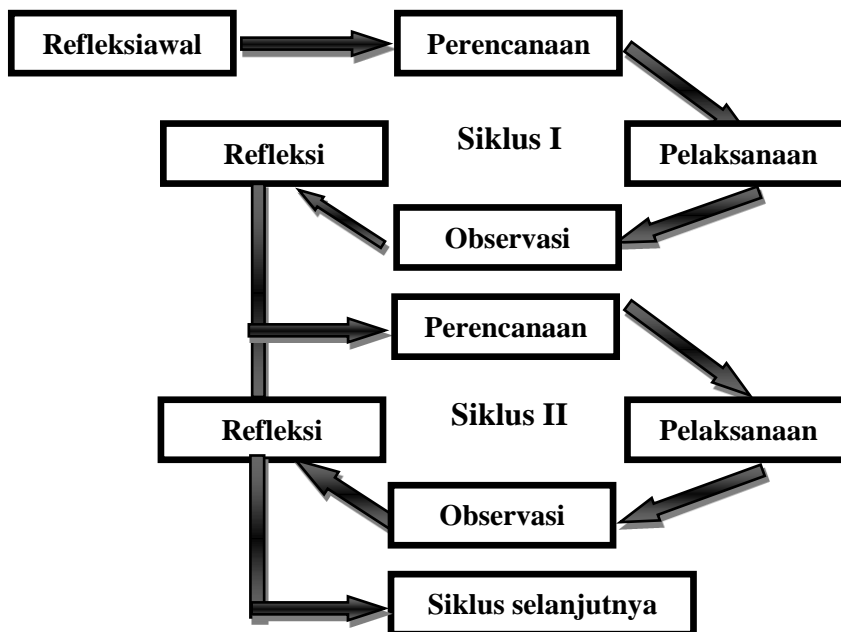 Refleksiawal
Perencanaan
Siklus I
Refleksi
Pelaksanaan
Observasi
Perencanaan
Siklus II
Refleksi
Pelaksanaan
Observasi
Siklus selanjutnya